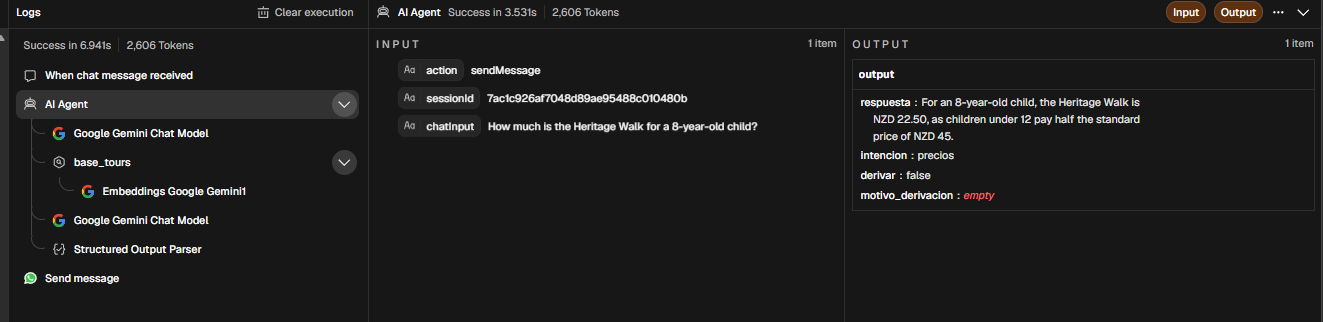 Logs
Clear execution
AI Agent Success in 3.531s 2,606 Tokens
Input
Output
Success in 6.941s 2,606 Tokens
When chat message received
AI Agent
Google Gemini Chat Model
base_tours
Embeddings Google Gemini1
Google Gemini Chat Model
Structured Output Parser
Send message
INPUT
1 item
Aa action sendMessage
Aa sessionId 7ac1c926af7048d89ae95488c010480b
Aa chatInput How much is the Heritage Walk for a 8-year-old child?
OUTPUT
1 item
output
respuesta : For an 8-year-old child, the Heritage Walk is
NZD 22.50, as children under 12 pay half the standard
price of NZD 45.
intencion : precios
derivar : false
motivo_derivacion : empty